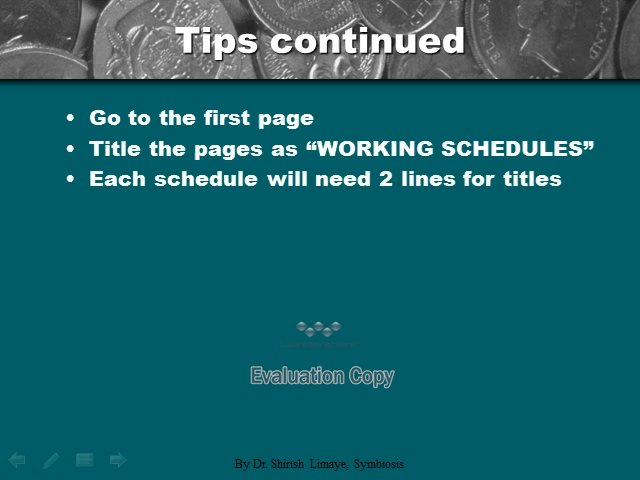 Tips continued
• Go to the first page
• Title the pages as “WORKING SCHEDULES”
• Each schedule will need 2 lines for titles
Evaluation Copy
By Dr. Shirish Limaye, Symbiosis